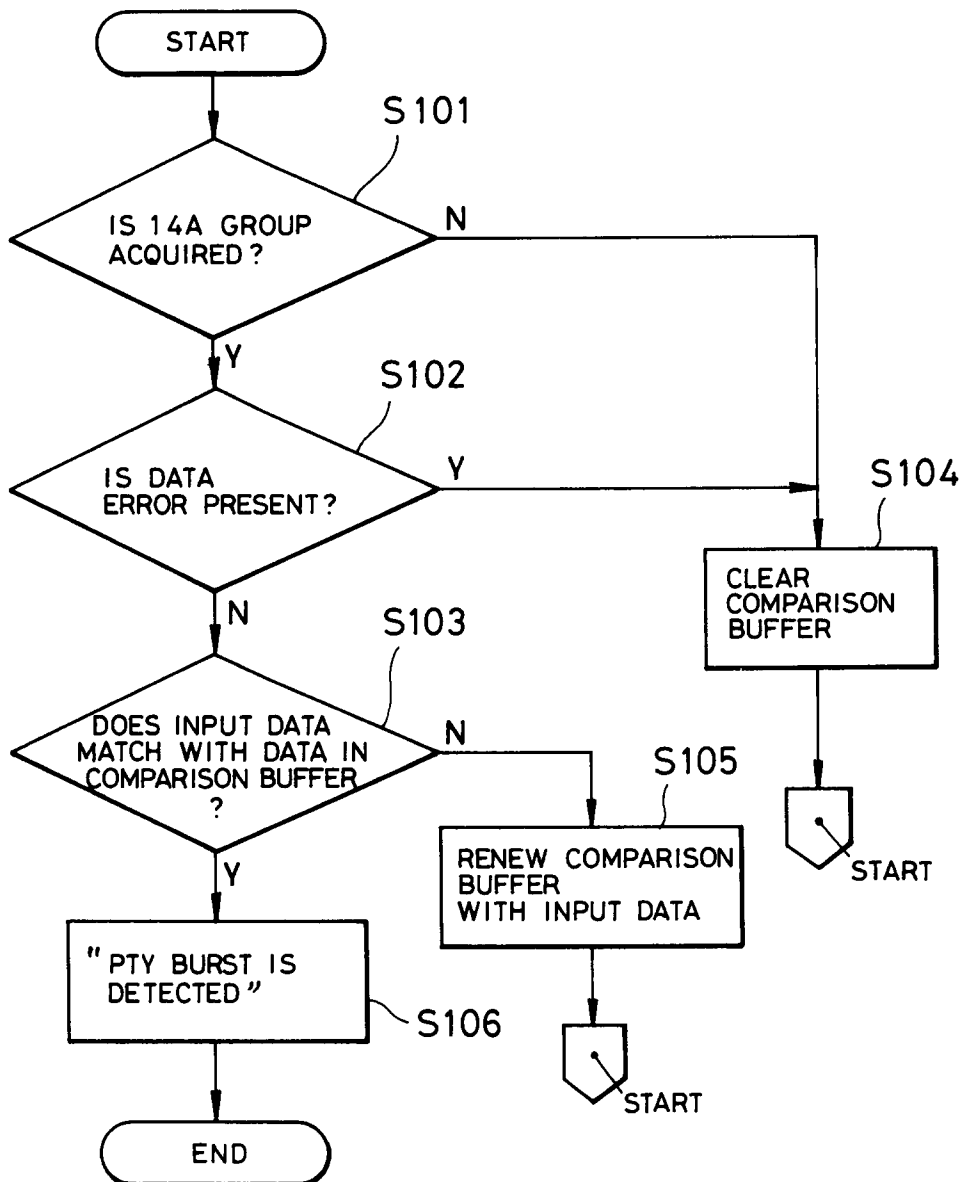 START
S101
IS 14A GROUP
ACQUIRED?
N
Y
S102
IS DATA
ERROR PRESENT?
Y
S104
CLEAR
COMPARISON
BUFFER
N
S103
DOES INPUT DATA
MATCH WITH DATA IN
COMPARISON BUFFER
?
N
S105
START
RENEW COMPARISON
BUFFER
WITH INPUT DATA
Y
"PTY BURST IS
DETECTED"
S106
START
END